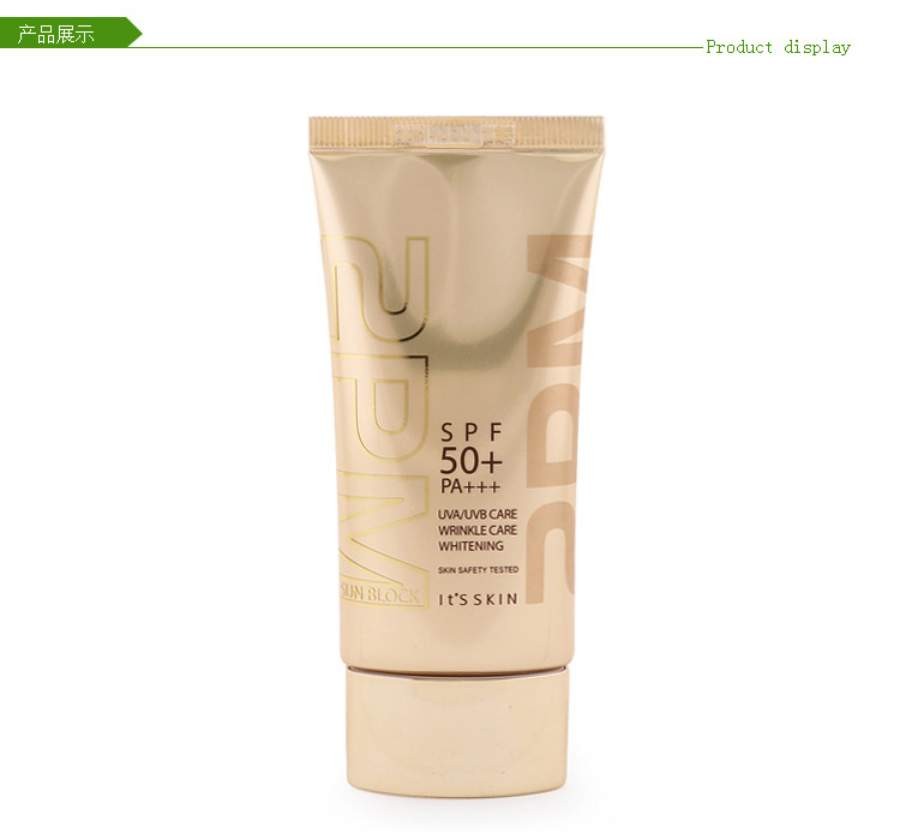 产品展示
Product display
2PM
2PM
SUN BLOCK
SPF
50+
PA+++
UVA/UVB CARE
WRINKLE CARE
WHITENING
SKIN SAFETY TESTED
It'S SKIN